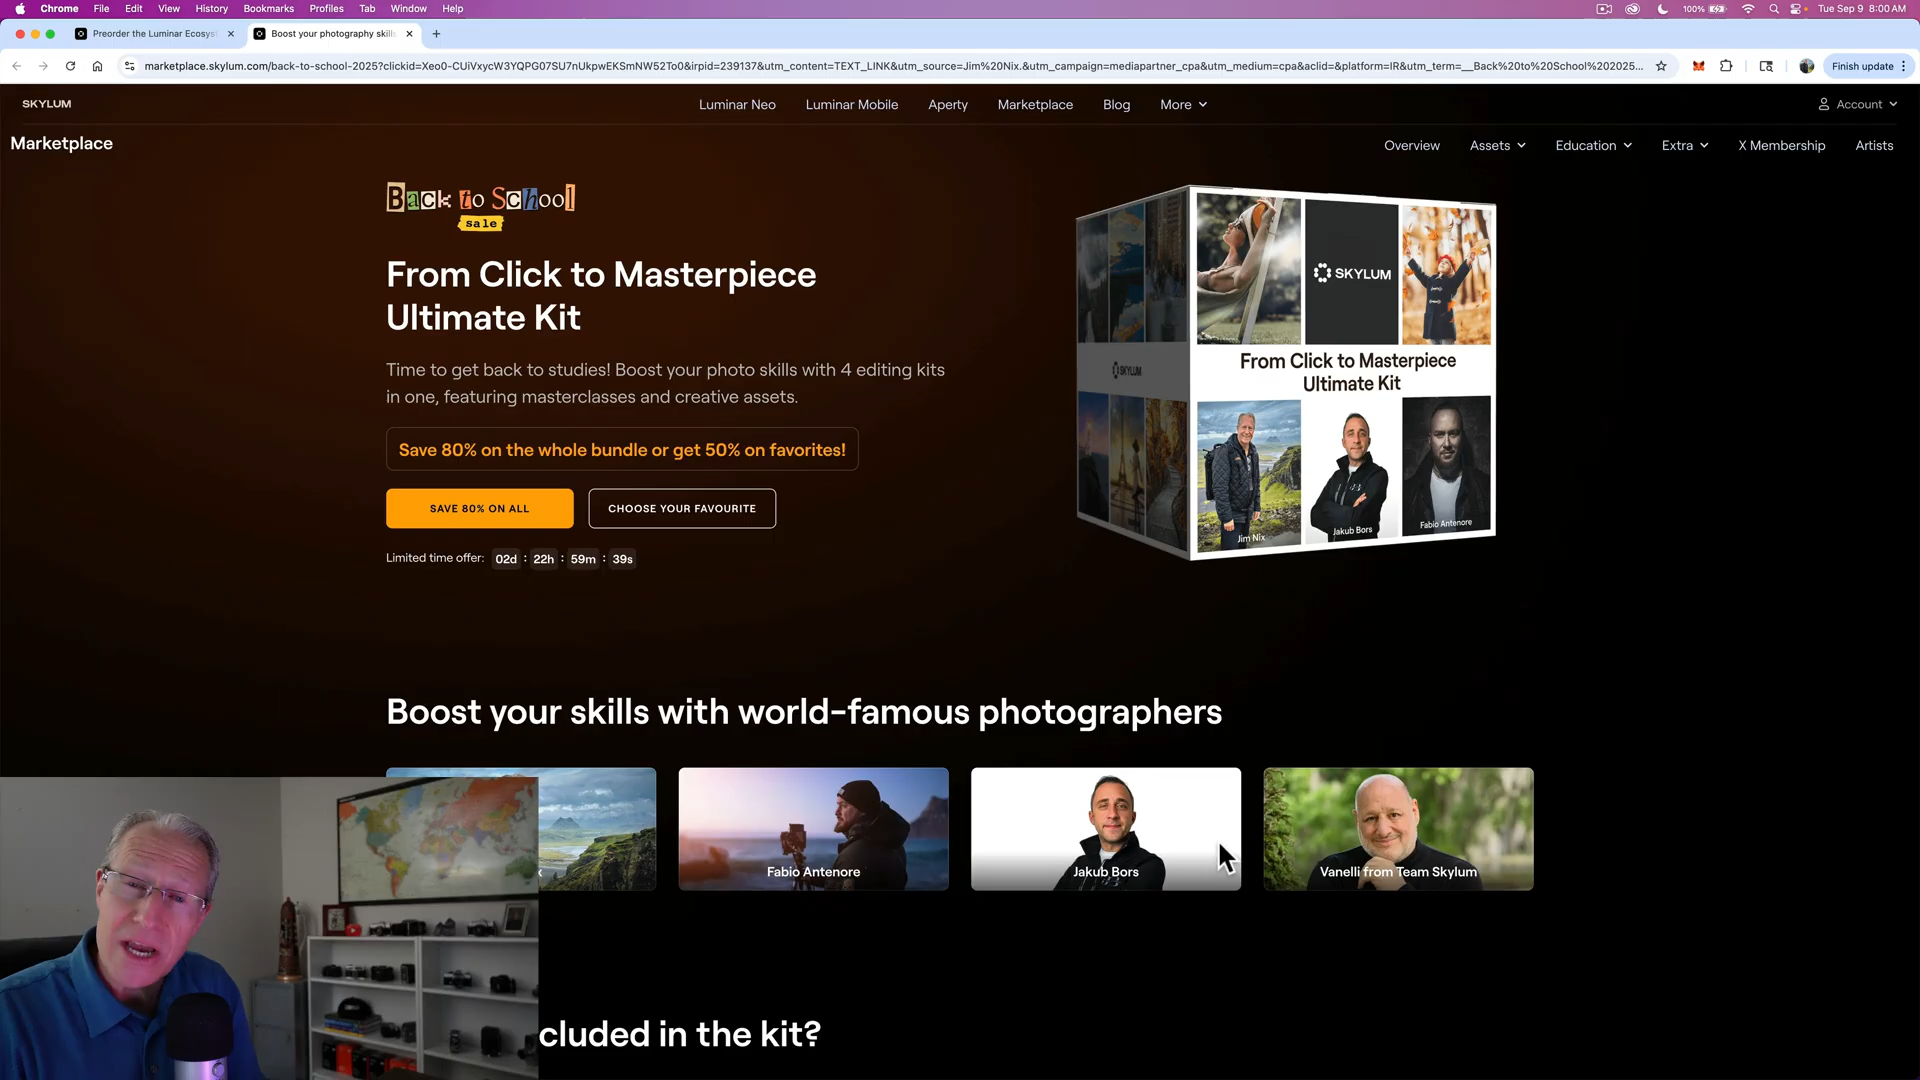 Chrome File Edit View History Bookmarks Profiles Tab Window Help 100% Tue Sep 9 8:00 AM
Preorder the Luminar Ecosyst
Boost your photography skills
marketplace.skylum.com/back-to-school-2025?clickid=Xeo0-CUiVxycW3YQPG07SU7nUkpwEKSmNW52To0&irpid=239137&utm_content=TEXT_LINK&utm_source=Jim%20Nix.&utm_campaign=mediapartner_cpa&utm_medium=cpa&aclid=&platform=IR&utm_term=__Back%20to%20School%202025...
Finish update
SKYLUM
Luminar Neo Luminar Mobile Aperty Marketplace Blog More
Account
Marketplace
Overview Assets Education Extra X Membership Artists
Back to School
sale
From Click to Masterpiece
Ultimate Kit
Time to get back to studies! Boost your photo skills with 4 editing kits
in one, featuring masterclasses and creative assets.
Save 80% on the whole bundle or get 50% on favorites!
SAVE 80% ON ALL
CHOOSE YOUR FAVOURITE
Limited time offer: 02d : 22h : 59m : 39s
SKYLUM
SKYLUM
From Click to Masterpiece
Ultimate Kit
Jim Nix
Jakub Bors
Fabio Antenore
Boost your skills with world-famous photographers
x
Fabio Antenore
Jakub Bors
Vanelli from Team Skylum
cluded in the kit?